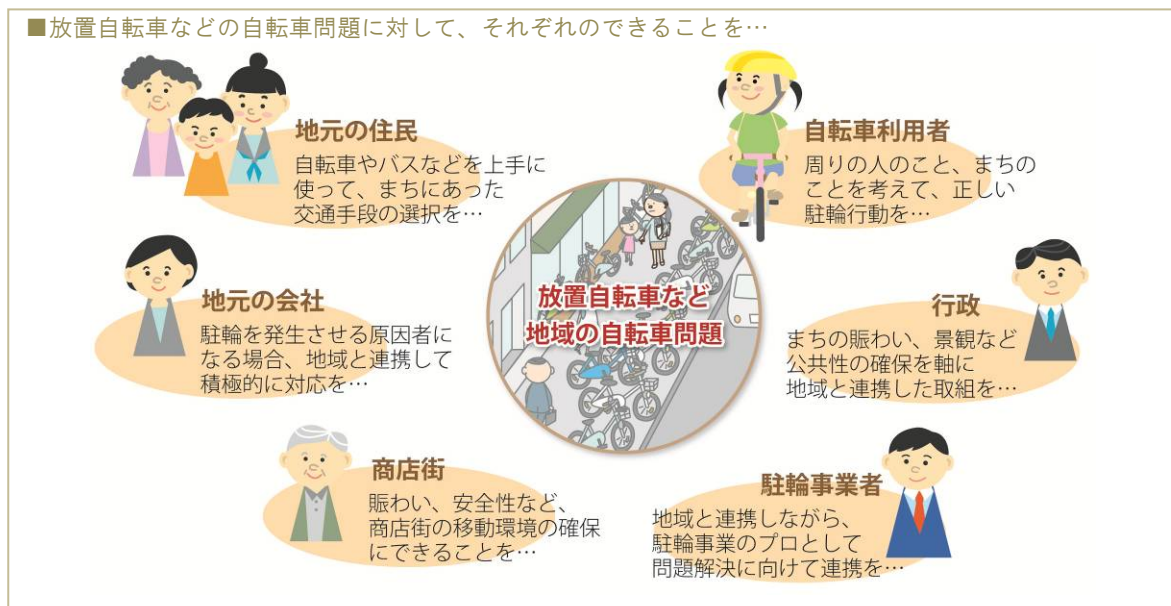 ■放置自転車などの自転車問題に対して、それぞれのできることを…
地元の住民
自転車やバスなどを上手に
使って、まちにあった
交通手段の選択を…
自転車利用者
周りの人のこと、まちの
ことを考えて、正しい
駐輪行動を…
地元の会社
駐輪を発生させる原因者に
なる場合、地域と連携して
積極的に対応を…
放置自転車など
地域の自転車問題
行政
まちの賑わい、景観など
公共性の確保を軸に
地域と連携した取組を…
商店街
賑わい、安全性など、
商店街の移動環境の確保
にできることを…
駐輪事業者
地域と連携しながら、
駐輪事業のプロとして
問題解決に向けて連携を…